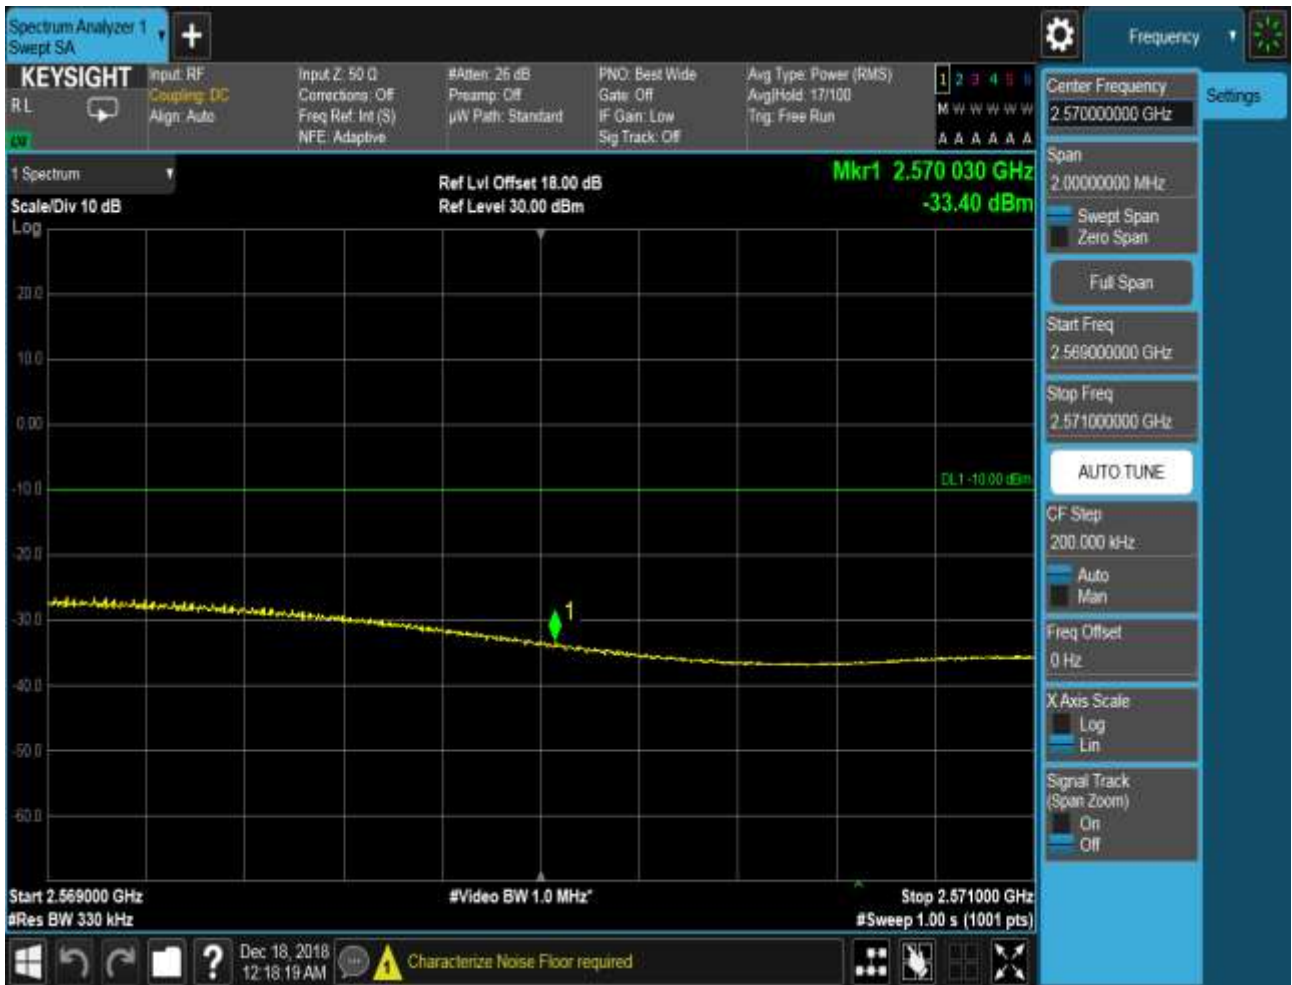 Spectrum Analyzer 1
Swept SA
Frequency
KEYSIGHT
RL
Input: RF
Coupling: DC
Align: Auto
Input Z: 50 Ω
Corrections: Off
Freq Ref: Int (S)
NFE: Adaptive
#Atten: 26 dB
Preamp: Off
µW Path: Standard
PNO: Best Wide
Gate: Off
IF Gain: Low
Sig Track: Off
Avg Type: Power (RMS)
Avg|Hold: 17/100
Trig: Free Run
1 2 3 4 5 6
M W W W W W
A A A A A A
1 Spectrum
Scale/Div 10 dB
Log
Ref Lvl Offset 18.00 dB
Ref Level 30.00 dBm
Mkr1 2.570 030 GHz
-33.40 dBm
20.0
10.0
0.00
-10.0
-20.0
-30.0
-40.0
-50.0
-60.0
DL1 -10.00 dBm
1
Start 2.569000 GHz
#Res BW 330 kHz
#Video BW 1.0 MHz*
Stop 2.571000 GHz
#Sweep 1.00 s (1001 pts)
Center Frequency
2.570000000 GHz
Settings
Span
2.00000000 MHz
Swept Span
Zero Span
Full Span
Start Freq
2.569000000 GHz
Stop Freq
2.571000000 GHz
AUTO TUNE
CF Step
200.000 kHz
Auto
Man
Freq Offset
0 Hz
X Axis Scale
Log
Lin
Signal Track
(Span Zoom)
On
Off
?
Dec 18, 2018
12:18:19 AM
1
Characterize Noise Floor required